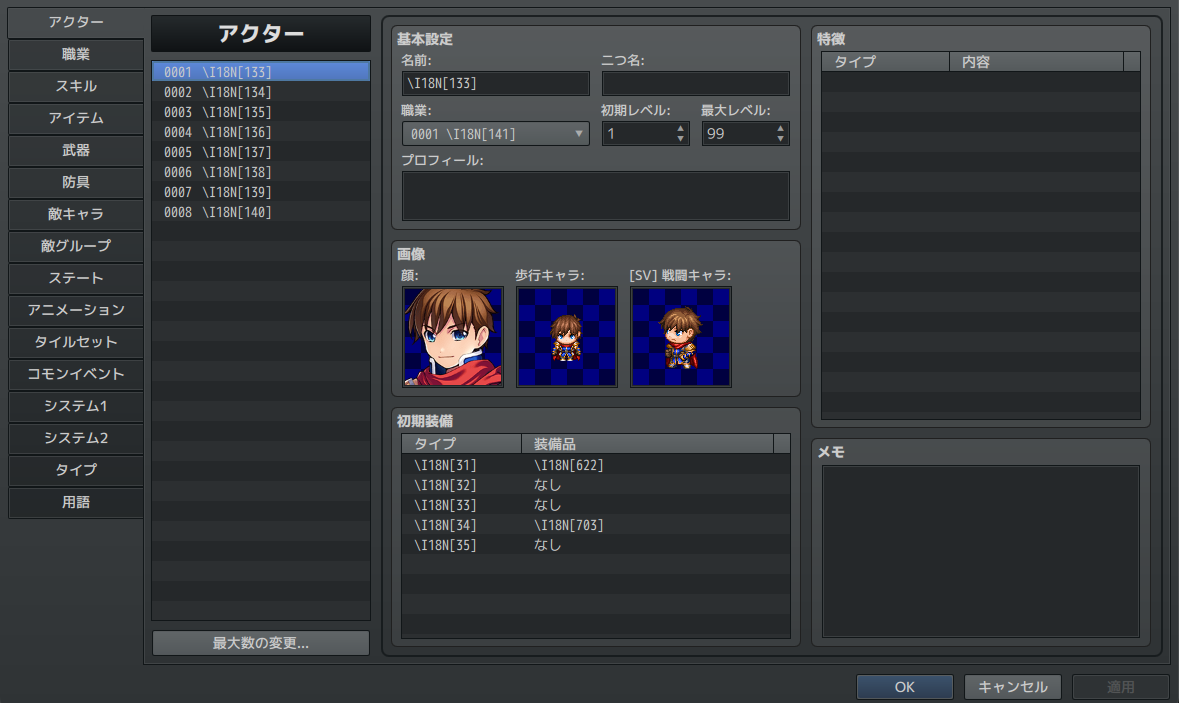 アクター
職業
スキル
アイテム
武器
防具
敵キャラ
敵グループ
ステート
アニメーション
タイルセット
コモンイベント
システム1
システム2
タイプ
用語
アクター
0001 \I18N[133]
0002 \I18N[134]
0003 \I18N[135]
0004 \I18N[136]
0005 \I18N[137]
0006 \I18N[138]
0007 \I18N[139]
0008 \I18N[140]
最大数の変更...
基本設定
名前: 二つ名:
\I18N[133]
職業: 初期レベル: 最大レベル:
0001 \I18N[141] 1 99
プロフィール:
画像
顔: 歩行キャラ: [SV] 戦闘キャラ:
初期装備
タイプ 装備品
\I18N[31] \I18N[622]
\I18N[32] なし
\I18N[33] なし
\I18N[34] \I18N[703]
\I18N[35] なし
特徴
タイプ 内容
メモ
OK キャンセル 適用